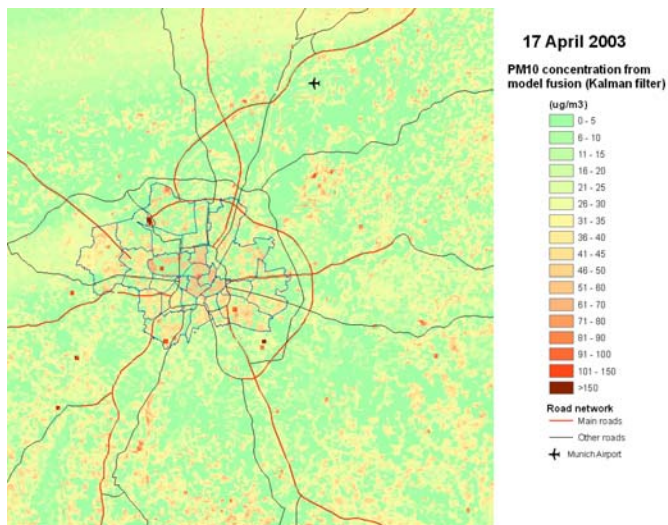 17 April 2003
PM10 concentration from
model fusion (Kalman filter)
(ug/m3)
0 - 5
6 - 10
11 - 15
16 - 20
21 - 25
26 - 30
31 - 35
36 - 40
41 - 45
46 - 50
51 - 60
61 - 70
71 - 80
81 - 90
91 - 100
101 - 150
>150
Road network
Main roads
Other roads
Munich Airport